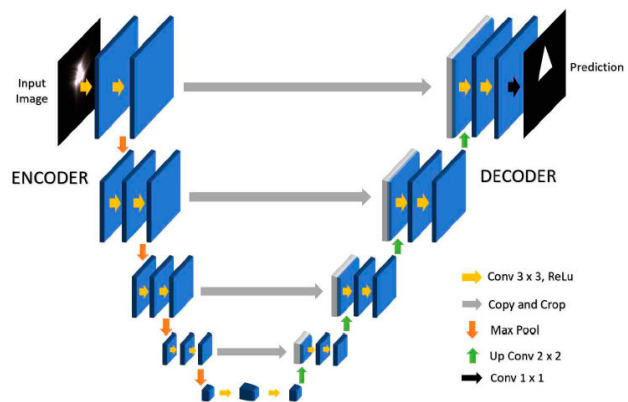 Input
Image
Prediction
ENCODER
DECODER
Conv 3 x 3, ReLu
Copy and Crop
Max Pool
Up Conv 2 x 2
Conv 1 x 1